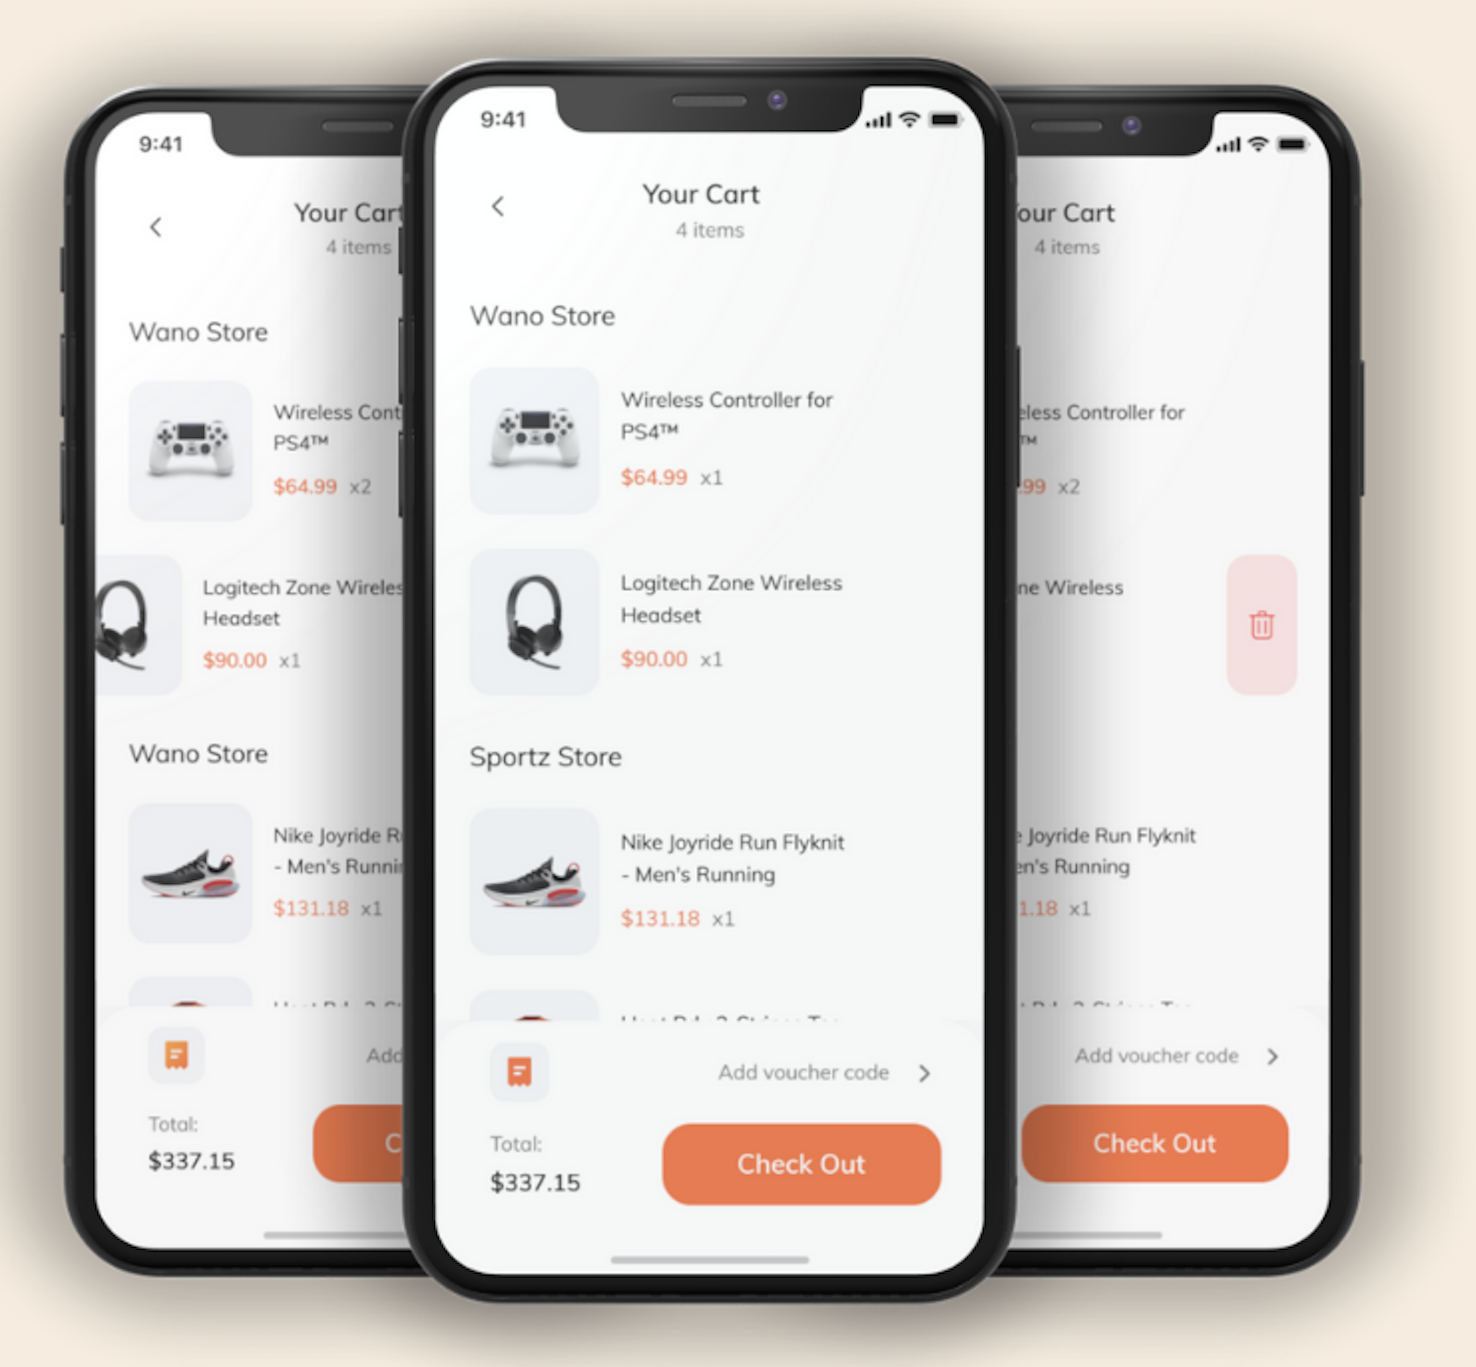 9:41
Your Cart
4 items
Wano Store
Wireless Cont
PS4™
$64.99 x2
Logitech Zone Wireles
Headset
$90.00 x1
Wano Store
Nike Joyride R
- Men's Runni
$131.18 x1
Add
Total:
$337.15
C
9:41
Your Cart
4 items
Wano Store
Wireless Controller for
PS4™
$64.99 x1
Logitech Zone Wireless
Headset
$90.00 x1
Sportz Store
Nike Joyride Run Flyknit
- Men's Running
$131.18 x1
Add voucher code
Total:
$337.15
Check Out
our Cart
4 items
eless Controller for
™
.99 x2
ne Wireless
e Joyride Run Flyknit
en's Running
1.18 x1
Add voucher code
Check Out